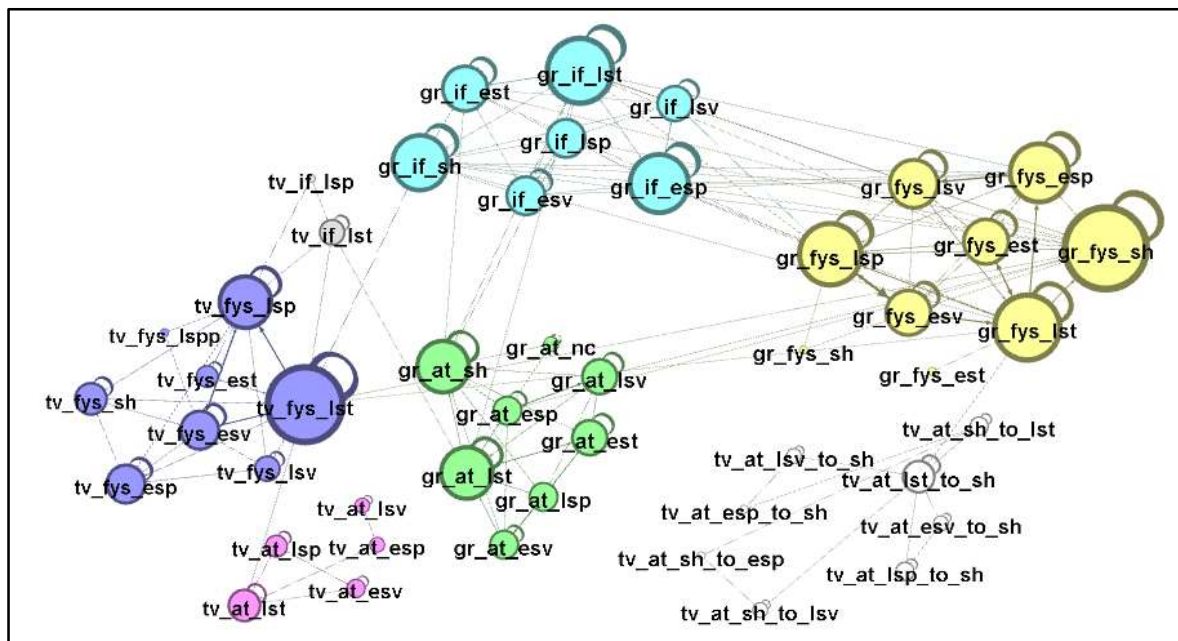 gr_if_lst
gr_if_est
gr_if_lsv
gr_if_lsp
gr_if_sh
gr_if_esp
gr_if_esv
gr_fys_lsv
gr_fys_esp
gr_fys_est
gr_fys_lsp
gr_fys_sh
gr_fys_esv
gr_fys_lst
gr_fys_sh
gr_fys_est
tv_if_lsp
tv_if_lst
tv_fys_lsp
tv_fys_lspp
tv_fys_est
tv_fys_sh
tv_fys_lst
tv_fys_esv
tv_fys_lsv
tv_fys_esp
gr_at_nc
gr_at_sh
gr_at_lsv
gr_at_esp
gr_at_est
gr_at_lst
gr_at_lsp
gr_at_esv
tv_at_lsv
tv_at_lsp
tv_at_esp
tv_at_esv
tv_at_lst
tv_at_sh_to_lst
tv_at_lsv_to_sh
tv_at_lst_to_sh
tv_at_esp_to_sh
tv_at_esv_to_sh
tv_at_sh_to_esp
tv_at_lsp_to_sh
tv_at_sh_to_lsv